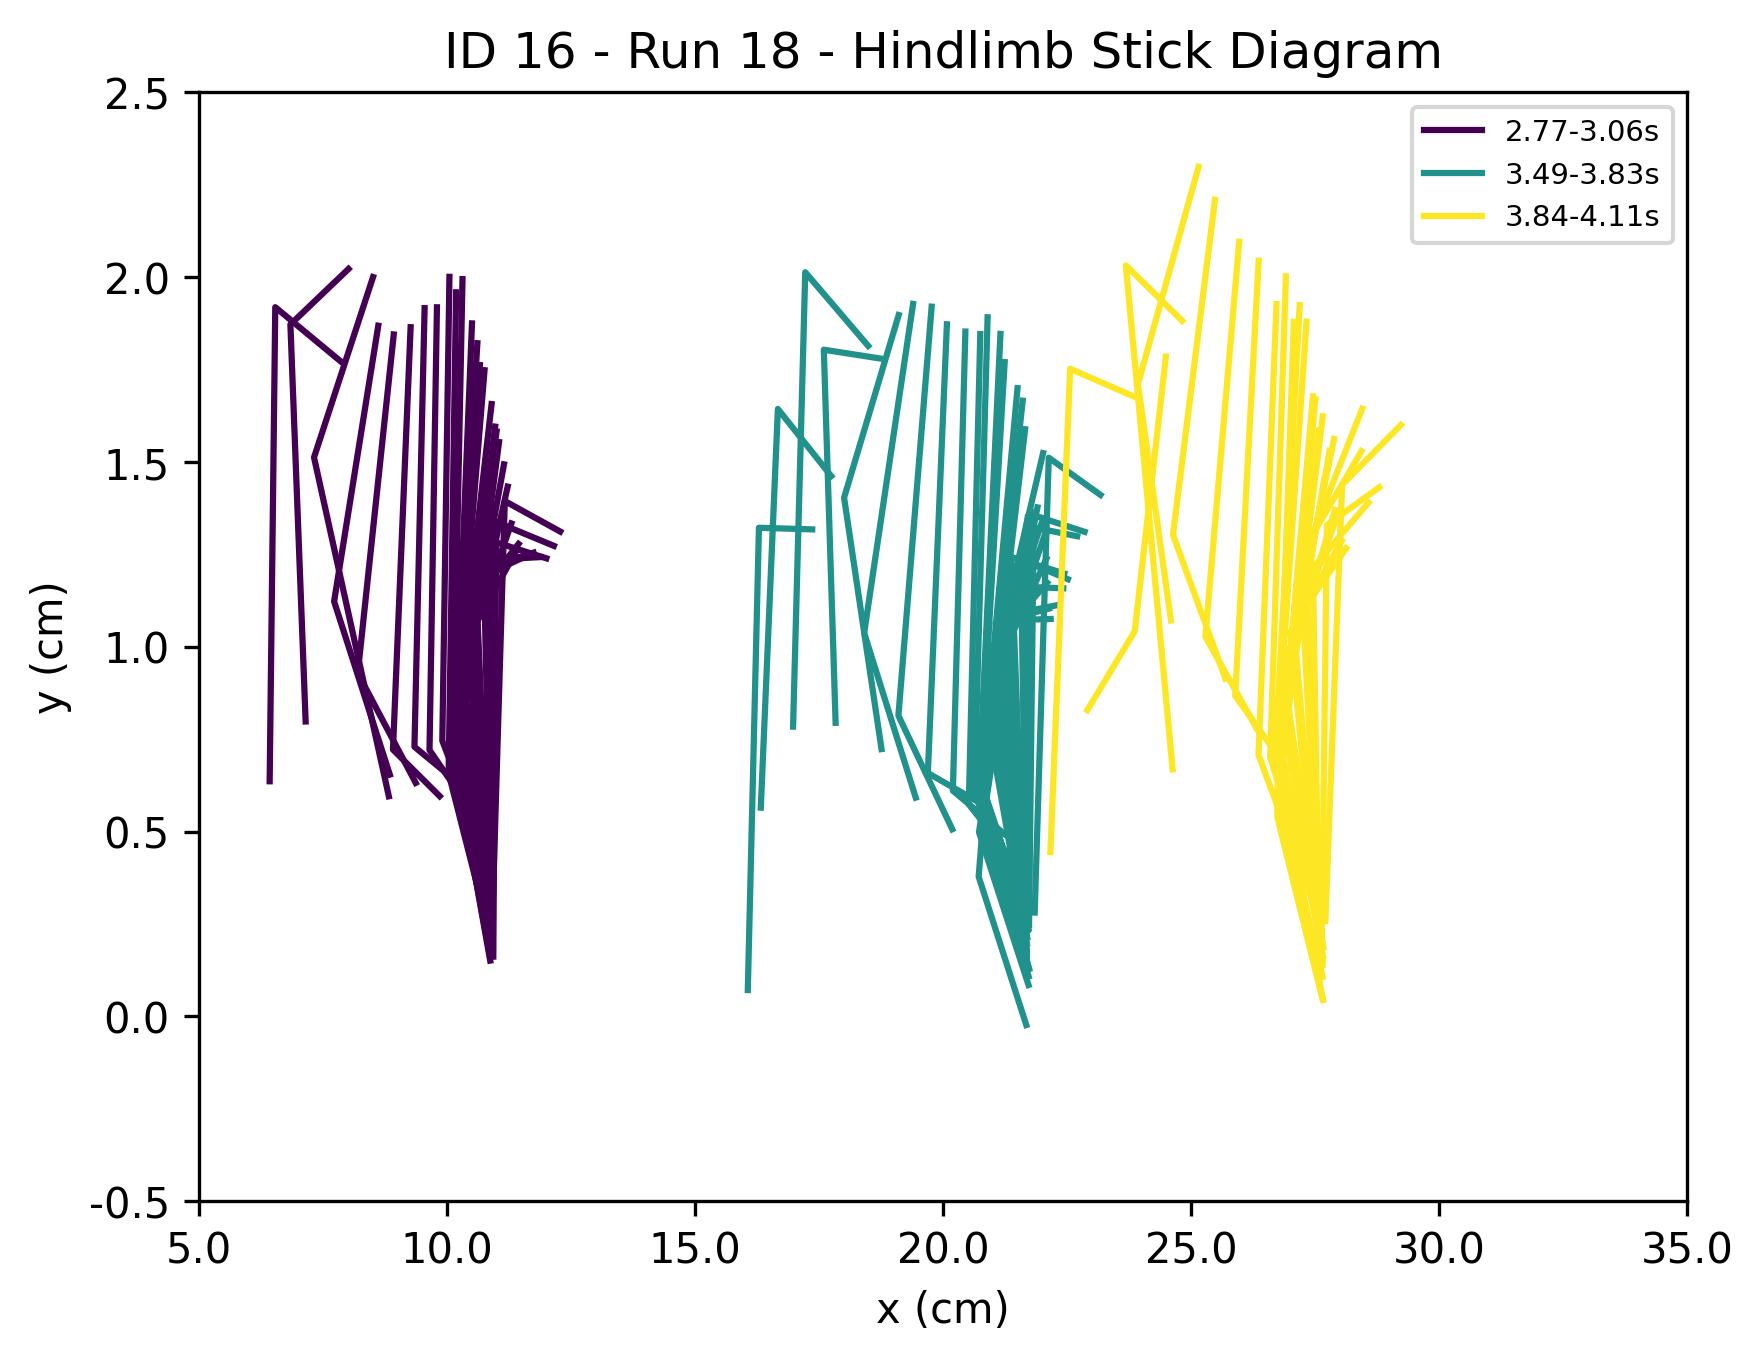 ID 16 - Run 18 - Hindlimb Stick Diagram
2.5
2.0
1.5
1.0
0.5
0.0
-0.5
y (cm)
2.77-3.06s
3.49-3.83s
3.84-4.11s
5.0 10.0 15.0 20.0 25.0 30.0 35.0
x (cm)